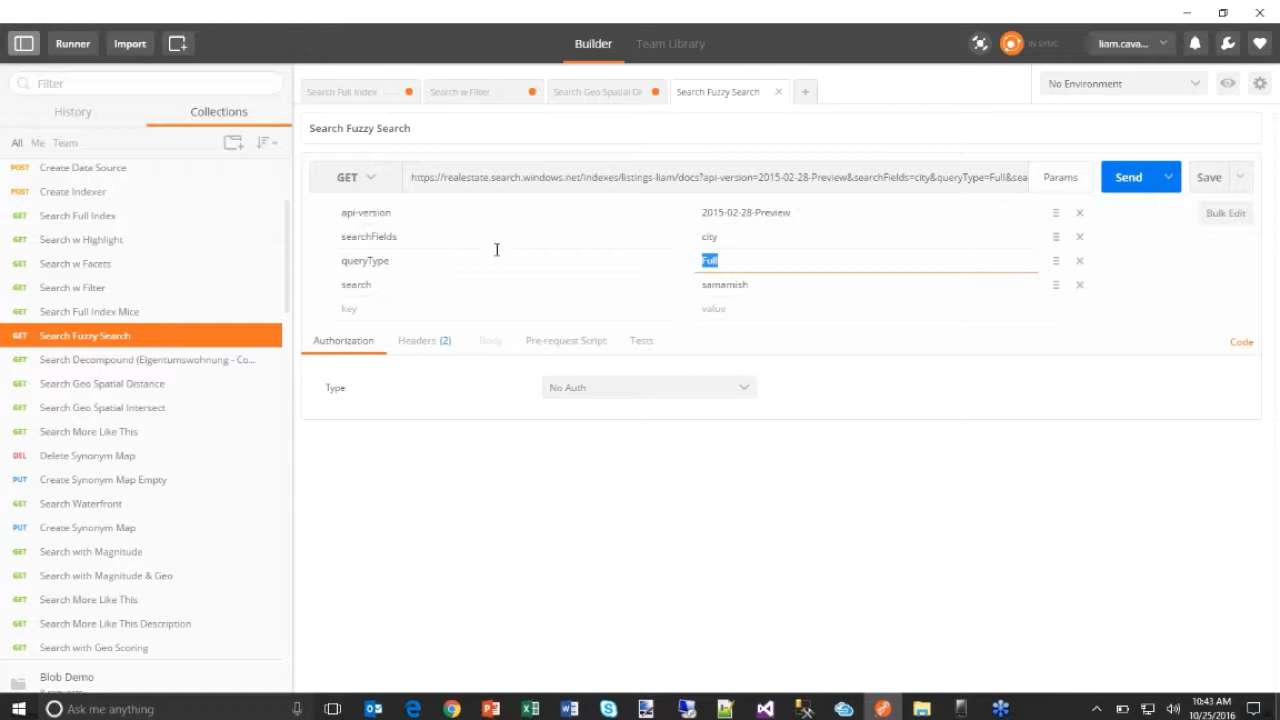 Runner
Import
Builder
Team Library
IN SYNC
liam.cava...
Filter
History
Collections
All Me Team
POST Create Data Source
POST Create Indexer
GET Search Full Index
GET Search w Highlight
GET Search w Facets
GET Search w Filter
GET Search Full Index Mice
GET Search Fuzzy Search
GET Search Decompound (Eigentumswohnung - Co...
GET Search Geo Spatial Distance
GET Search Geo Spatial Intersect
GET Search More Like This
DEL Delete Synonym Map
PUT Create Synonym Map Empty
GET Search Waterfront
PUT Create Synonym Map
GET Search with Magnitude
GET Search with Magnitude & Geo
GET Search More Like This
GET Search More Like This Description
GET Search with Geo Scoring
Blob Demo
Search Full Index
Search w Filter
Search Geo Spatial Di
Search Fuzzy Search
No Environment
Search Fuzzy Search
GET
https://realestate.search.windows.net/indexes/listings-liam/docs?api-version=2015-02-28-Preview&searchFields=city&queryType=Full&sea
Params
Send
Save
api-version 2015-02-28-Preview
Bulk Edit
searchFields city
queryType Full
search samamish
key value
Authorization
Headers (2)
Body
Pre-request Script
Tests
Code
Type
No Auth
Ask me anything
10:43 AM
10/25/2016